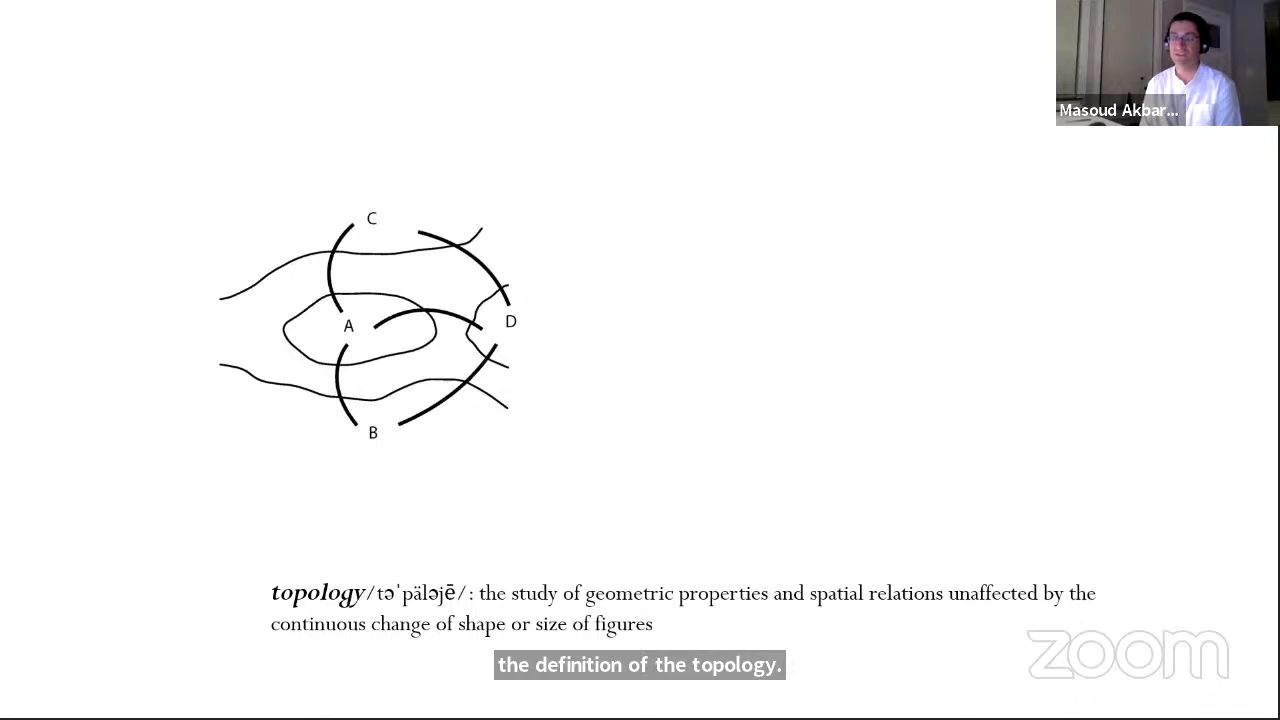 Masoud Akbar...
C
A
D
B
topology/təˈpäləjē/: the study of geometric properties and spatial relations unaffected by the
continuous change of shape or size of figures
the definition of the topology.
zoom